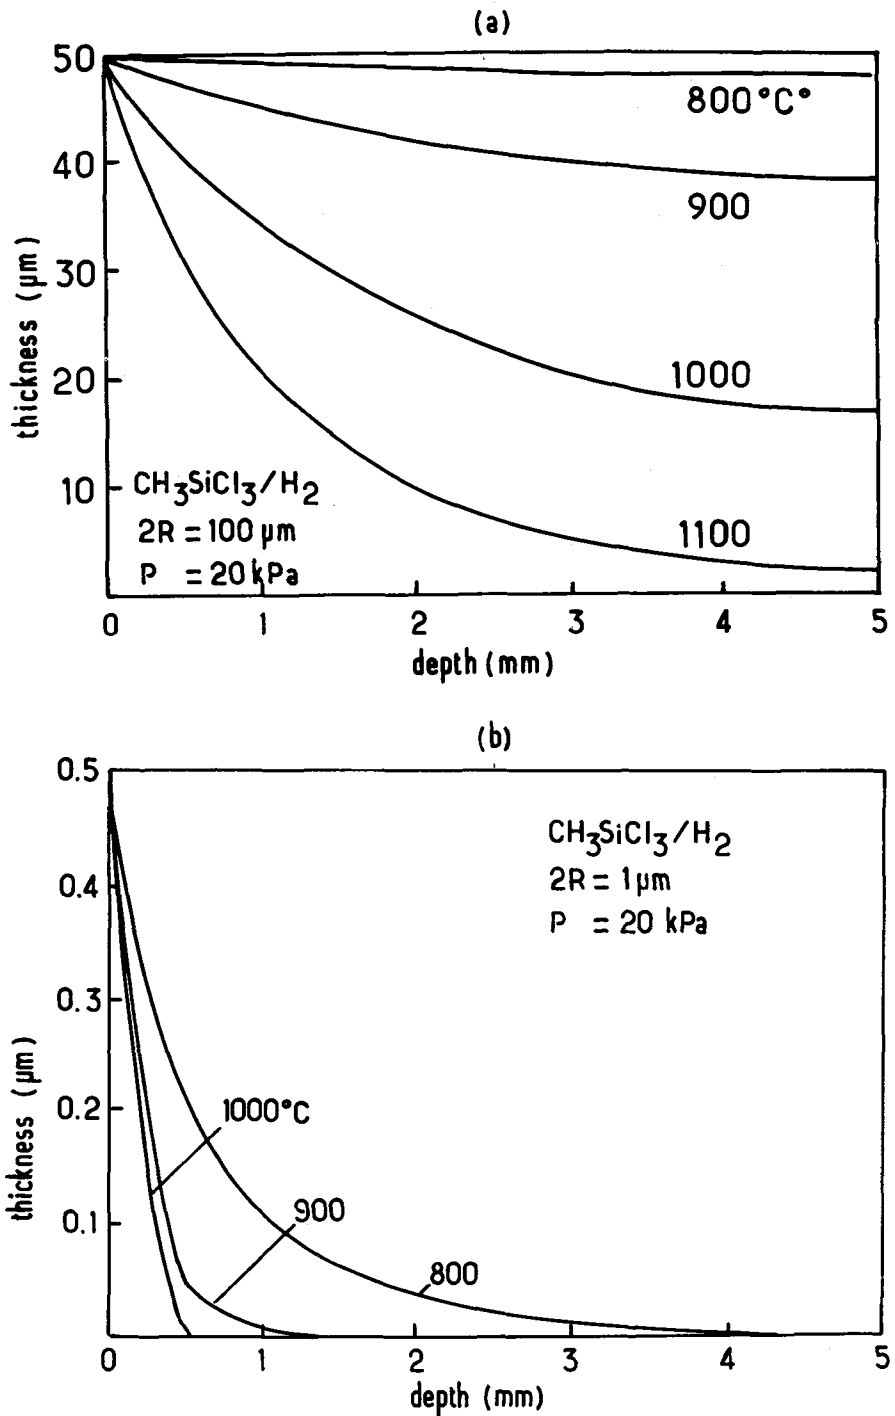 (a)
50
40
30
20
10
thickness (µm)
800°C°
900
1000
1100
CH₃SiCl₃/H₂
2R = 100 µm
P = 20 kPa
0 1 2 3 4 5
depth (mm)
(b)
0.5
0.4
0.3
0.2
0.1
thickness (µm)
CH₃SiCl₃/H₂
2R = 1 µm
P = 20 kPa
1000°C
900
800
0 1 2 3 4 5
depth (mm)